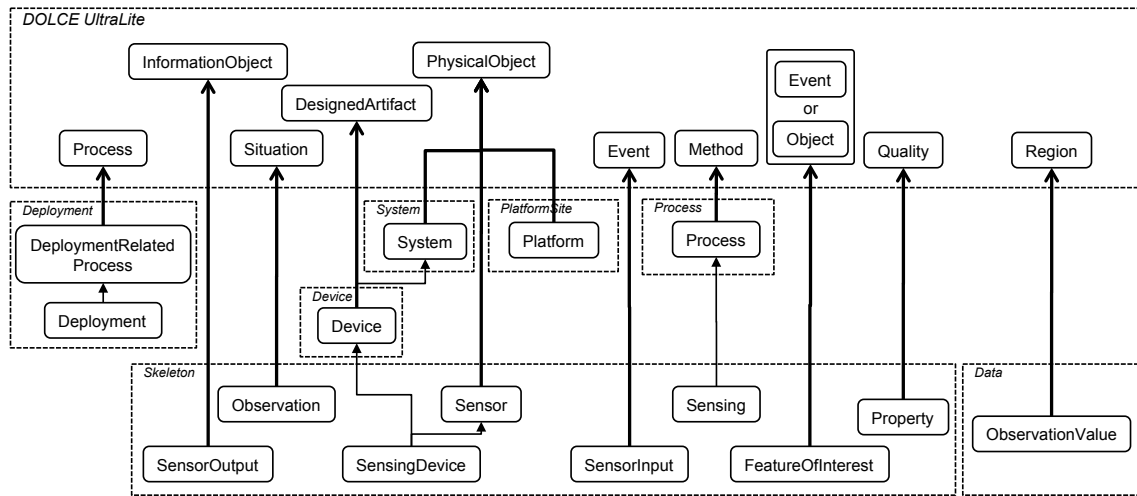 DOLCE UltraLite
InformationObject
PhysicalObject
DesignedArtifact
Event
or
Object
Process
Situation
Event
Method
Quality
Region
Deployment
DeploymentRelated
Process
Deployment
System
System
PlatformSite
Platform
Process
Process
Device
Device
Skeleton
Observation
Sensor
Sensing
Property
SensorOutput
SensingDevice
SensorInput
FeatureOfInterest
Data
ObservationValue